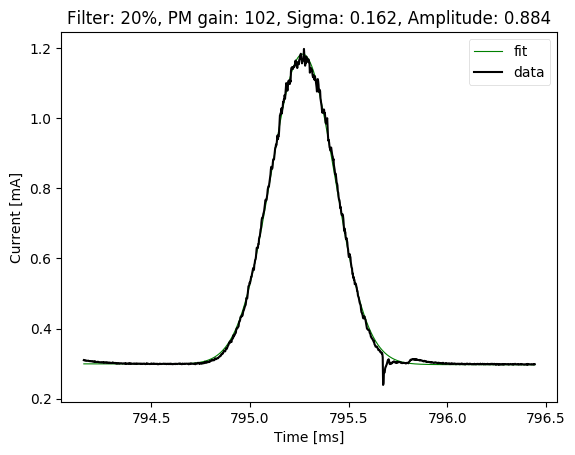 Filter: 20%, PM gain: 102, Sigma: 0.162, Amplitude: 0.884
fit
data
1.2
1.0
0.8
0.6
0.4
0.2
Current [mA]
794.5 795.0 795.5 796.0 796.5
Time [ms]